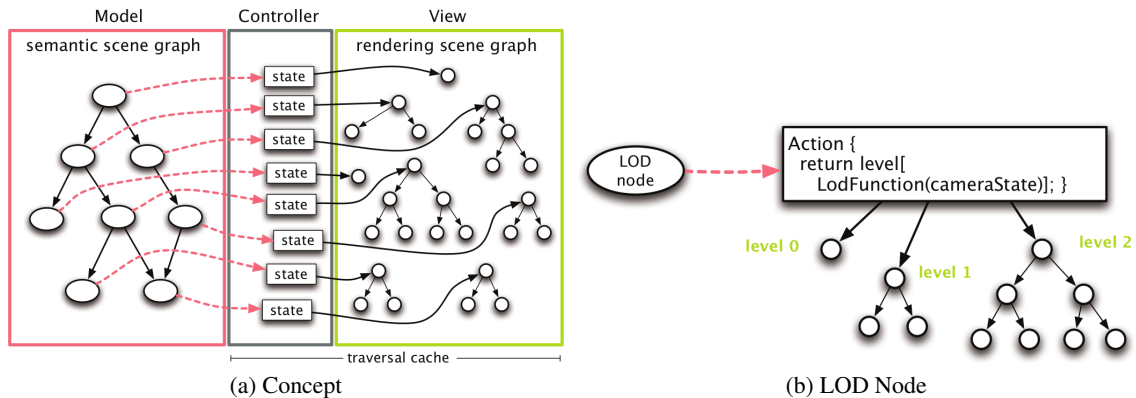 Model
Controller
View
semantic scene graph
rendering scene graph
state
state
state
state
state
state
state
state
traversal cache
(a) Concept
LOD
node
Action {
return level[
LodFunction(cameraState)]; }
level 0
level 1
level 2
(b) LOD Node